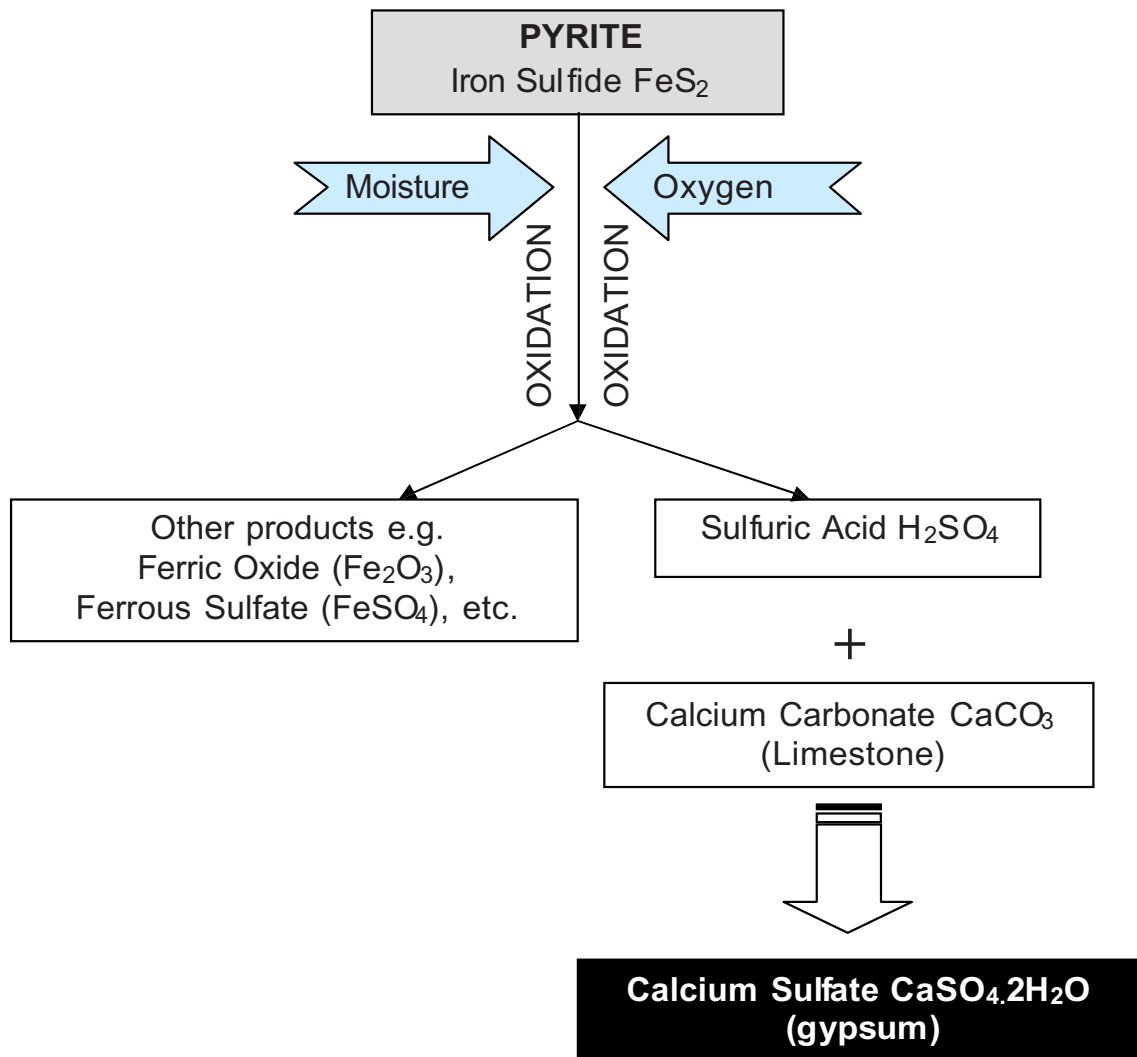 PYRITE
Iron Sulfide FeS₂
Moisture
Oxygen
OXIDATION
OXIDATION
Other products e.g.
Ferric Oxide (Fe₂O₃),
Ferrous Sulfate (FeSO₄), etc.
Sulfuric Acid H₂SO₄
+
Calcium Carbonate CaCO₃
(Limestone)
Calcium Sulfate CaSO₄.2H₂O
(gypsum)